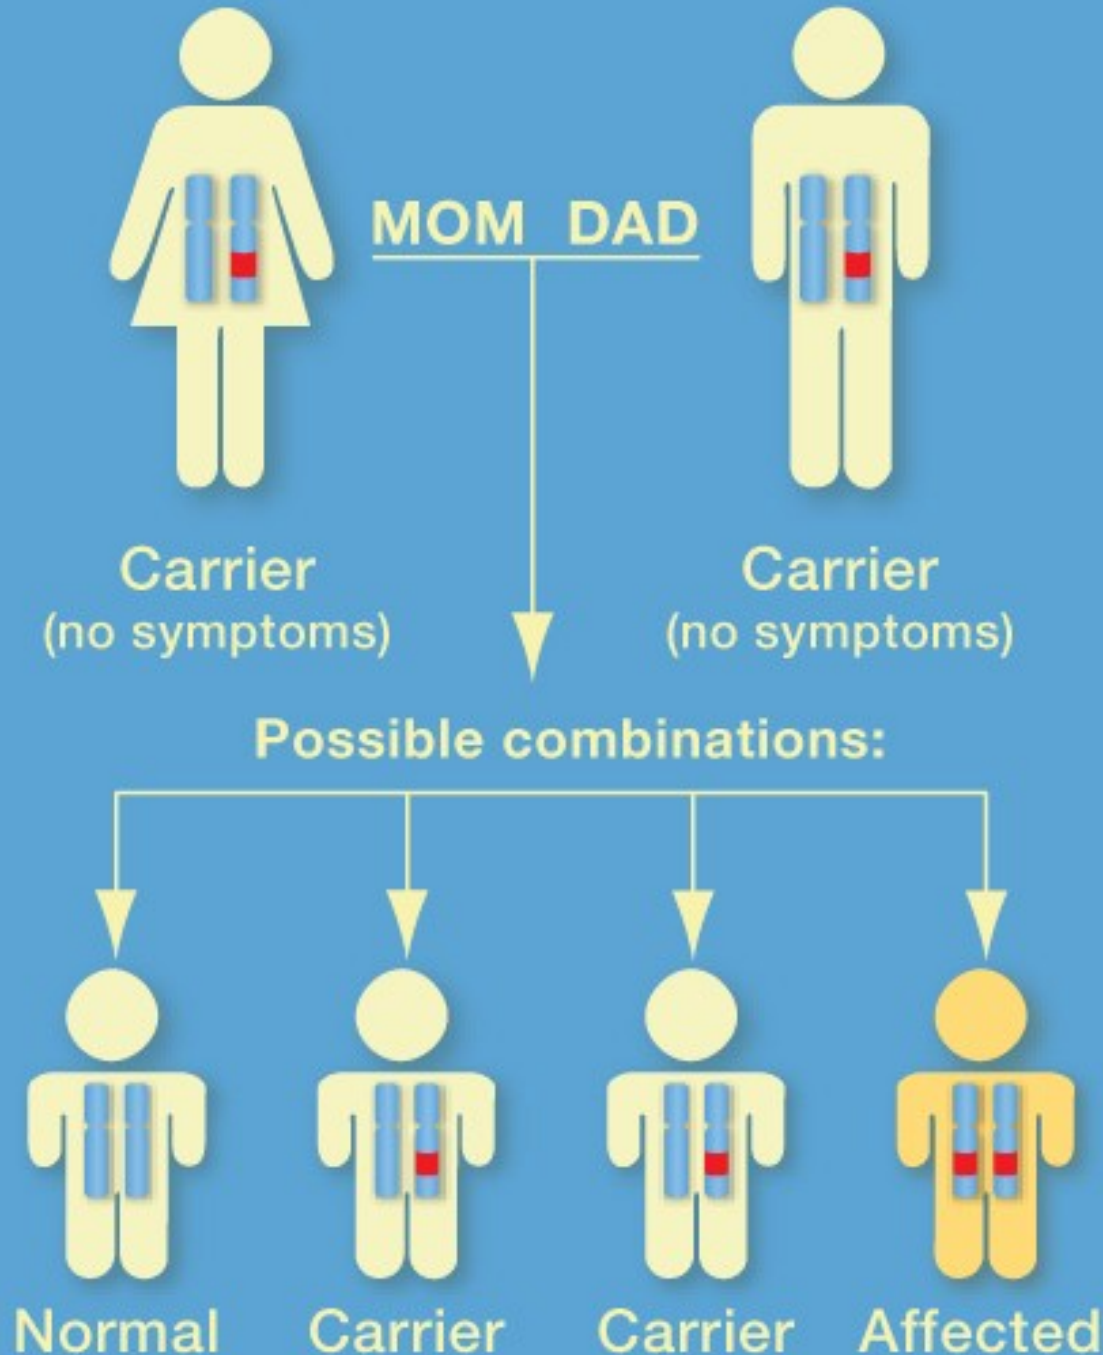 MOM DAD
Carrier
(no symptoms)
Carrier
(no symptoms)
Possible combinations:
Normal
Carrier
Carrier
Affected